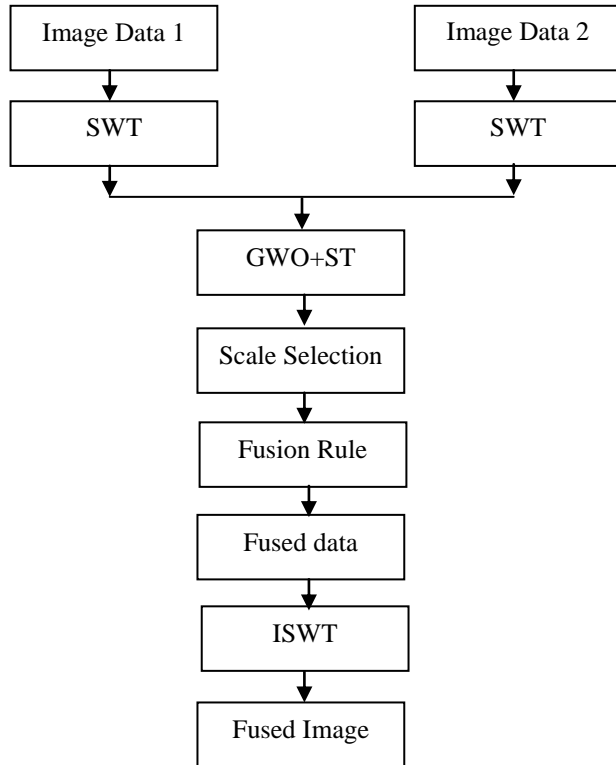 Image Data 1
Image Data 2
SWT
SWT
GWO+ST
Scale Selection
Fusion Rule
Fused data
ISWT
Fused Image